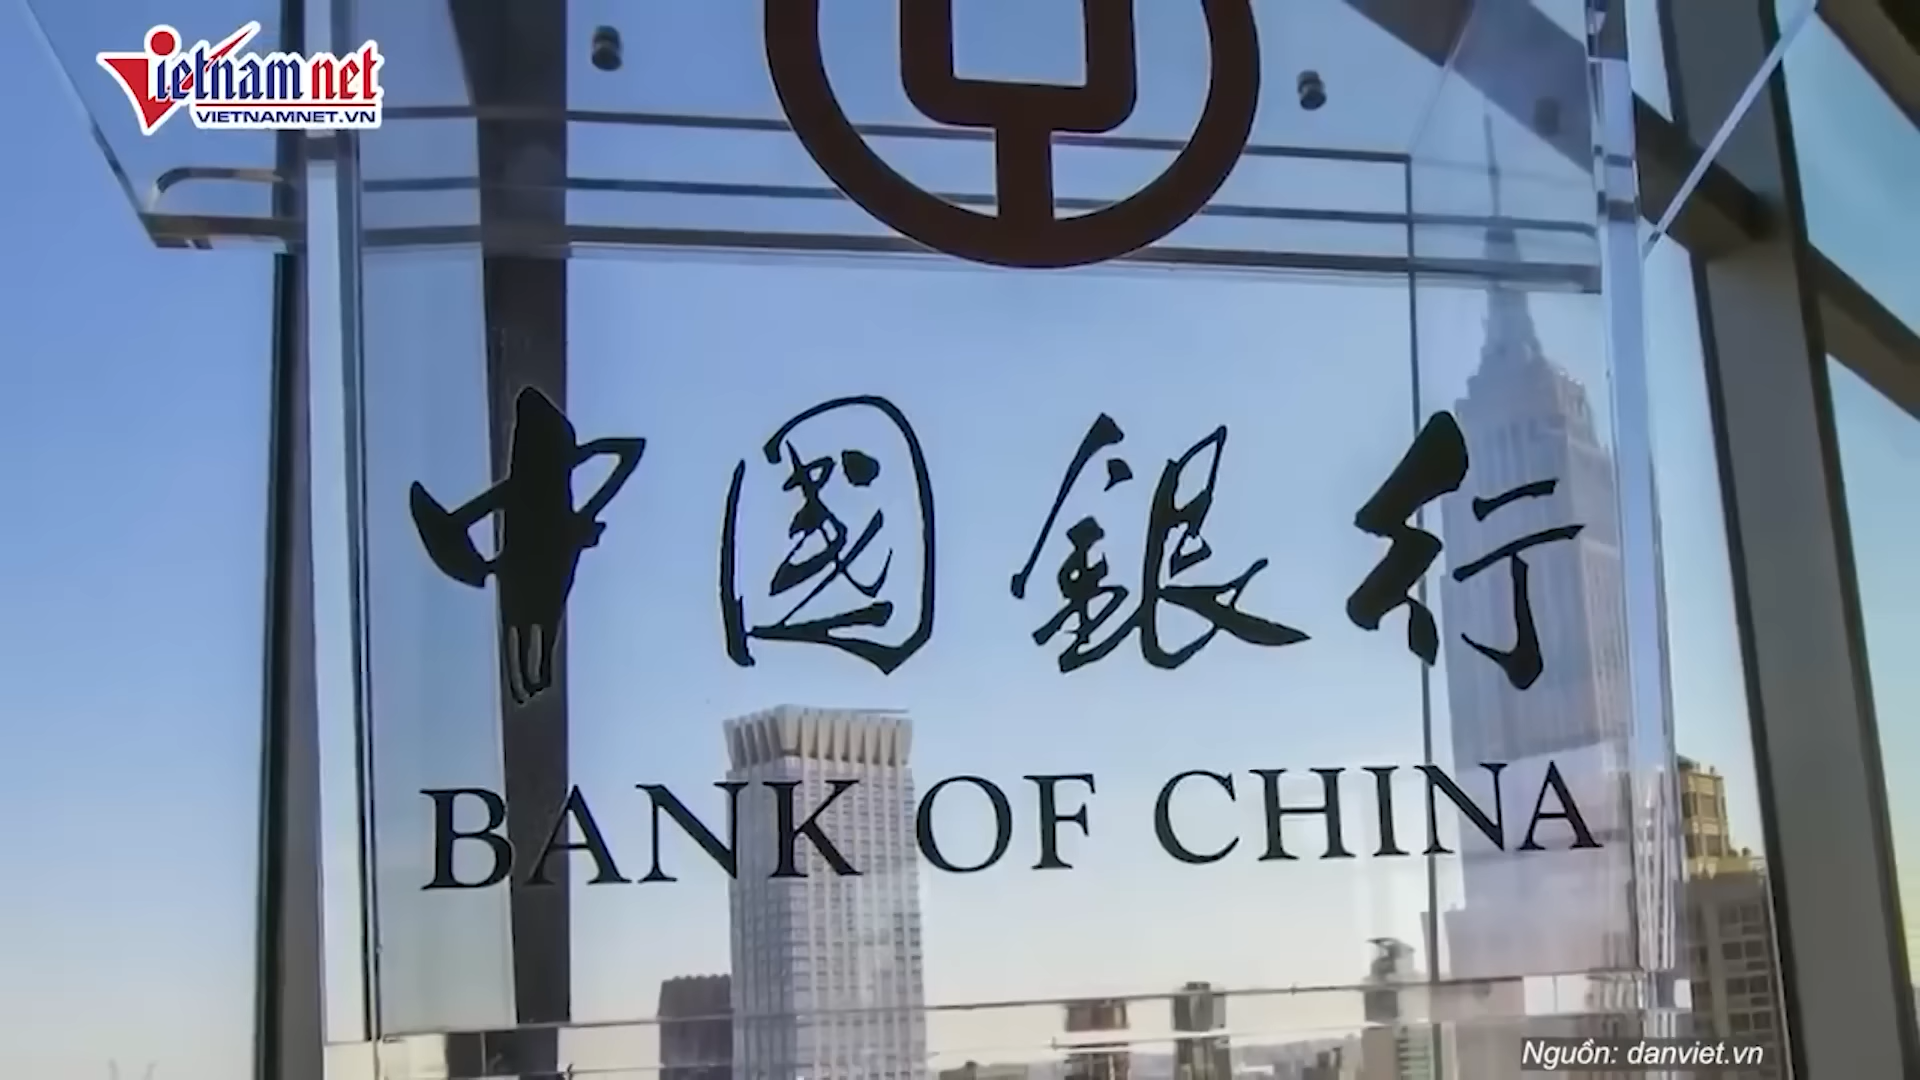 vietnamnet
VIETNAMNET.VN
中國銀行
BANK OF CHINA
Nguồn: danviet.vn